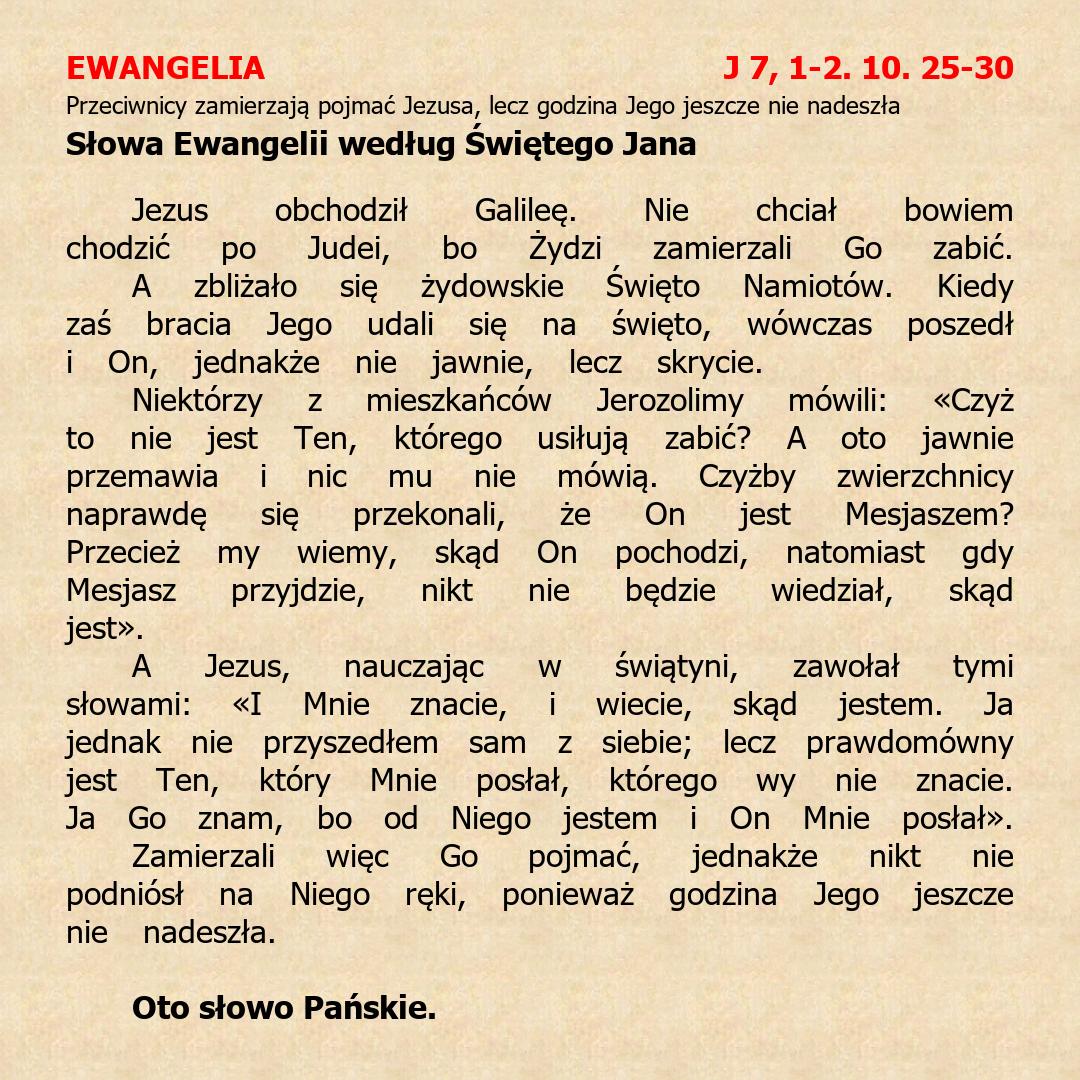 EWANGELIA J 7, 1-2. 10. 25-30
Przeciwnicy zamierzają pojmać Jezusa, lecz godzina Jego jeszcze nie nadeszła
Słowa Ewangelii według Świętego Jana
Jezus obchodził Galileę. Nie chciał bowiem
chodzić po Judei, bo Żydzi zamierzali Go zabić.
A zbliżało się żydowskie Święto Namiotów. Kiedy
zaś bracia Jego udali się na święto, wówczas poszedł
i On, jednakże nie jawnie, lecz skrycie.
Niektórzy z mieszkańców Jerozolimy mówili: «Czyż
to nie jest Ten, którego usiłują zabić? A oto jawnie
przemawia i nic mu nie mówią. Czyżby zwierzchnicy
naprawdę się przekonali, że On jest Mesjaszem?
Przecież my wiemy, skąd On pochodzi, natomiast gdy
Mesjasz przyjdzie, nikt nie będzie wiedział, skąd
jest».
A Jezus, nauczając w świątyni, zawołał tymi
słowami: «I Mnie znacie, i wiecie, skąd jestem. Ja
jednak nie przyszedłem sam z siebie; lecz prawdomówny
jest Ten, który Mnie posłał, którego wy nie znacie.
Ja Go znam, bo od Niego jestem i On Mnie posłał».
Zamierzali więc Go pojmać, jednakże nikt nie
podniósł na Niego ręki, ponieważ godzina Jego jeszcze
nie nadeszła.
Oto słowo Pańskie.